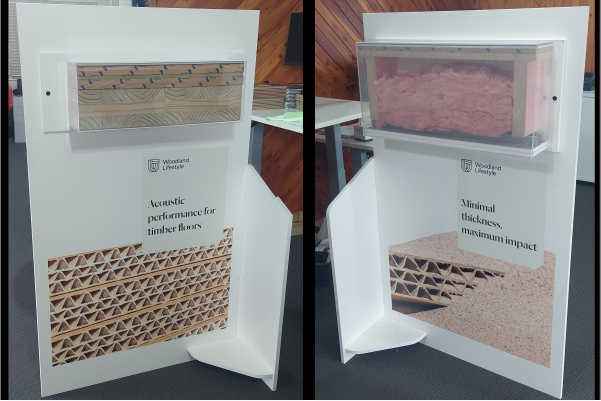 Woodland
Lifestyle
Acoustic
performance for
timber floors
Woodland
Lifestyle
Minimal
thickness,
maximum impact